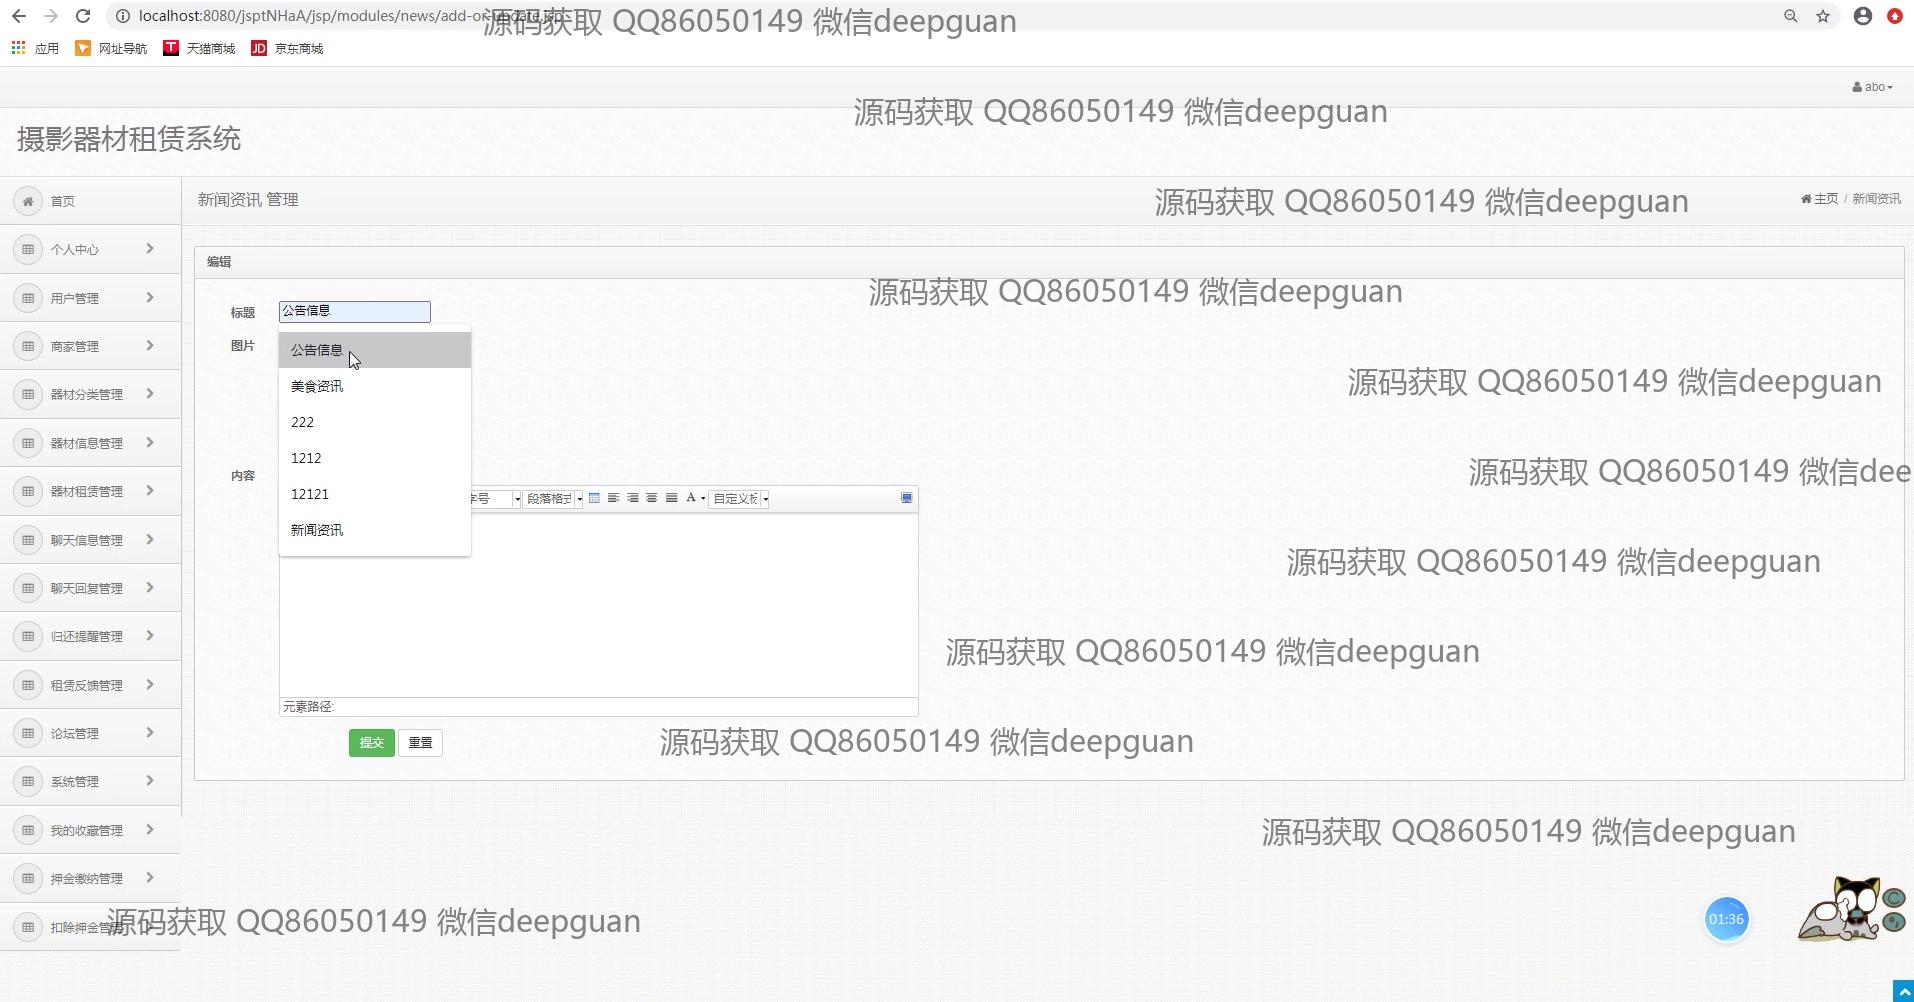 localhost:8080/jsptNHaA/jsp/modules/news/add-or-update.jsp
源码获取 QQ86050149 微信deepguan
应用 网址导航 天猫商城 JD 京东商城
abo
源码获取 QQ86050149 微信deepguan
摄影器材租赁系统
首页
新闻资讯 管理
源码获取 QQ86050149 微信deepguan
主页 / 新闻资讯
个人中心
编辑
用户管理
源码获取 QQ86050149 微信deepguan
标题 公告信息
商家管理
图片
公告信息
美食资讯
222
1212
12121
新闻资讯
器材分类管理
源码获取 QQ86050149 微信deepguan
器材信息管理
内容
源码获取 QQ86050149 微信dee
器材租赁管理
字号 段落格式 A 自定义标
聊天信息管理
源码获取 QQ86050149 微信deepguan
聊天回复管理
归还提醒管理
源码获取 QQ86050149 微信deepguan
租赁反馈管理
元素路径:
论坛管理
提交 重置
源码获取 QQ86050149 微信deepguan
系统管理
我的收藏管理
源码获取 QQ86050149 微信deepguan
押金缴纳管理
扣除押金管理
源码获取 QQ86050149 微信deepguan
01:36